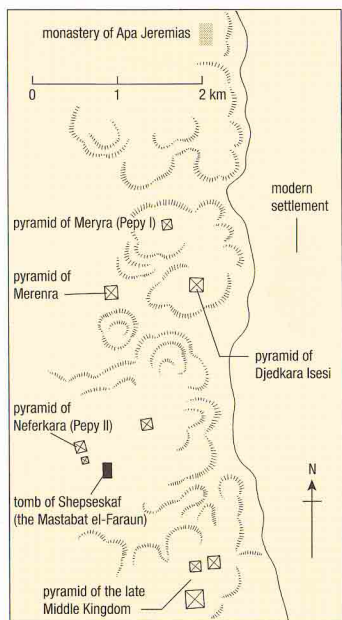 monastery of Apa Jeremias
0 1 2 km
modern
settlement
pyramid of Meryra (Pepy I)
pyramid of
Merenra
pyramid of
Djedkara Isesi
pyramid of
Neferkara (Pepy II)
N
tomb of Shepseskaf
(the Mastabat el-Faraun)
pyramid of the late
Middle Kingdom